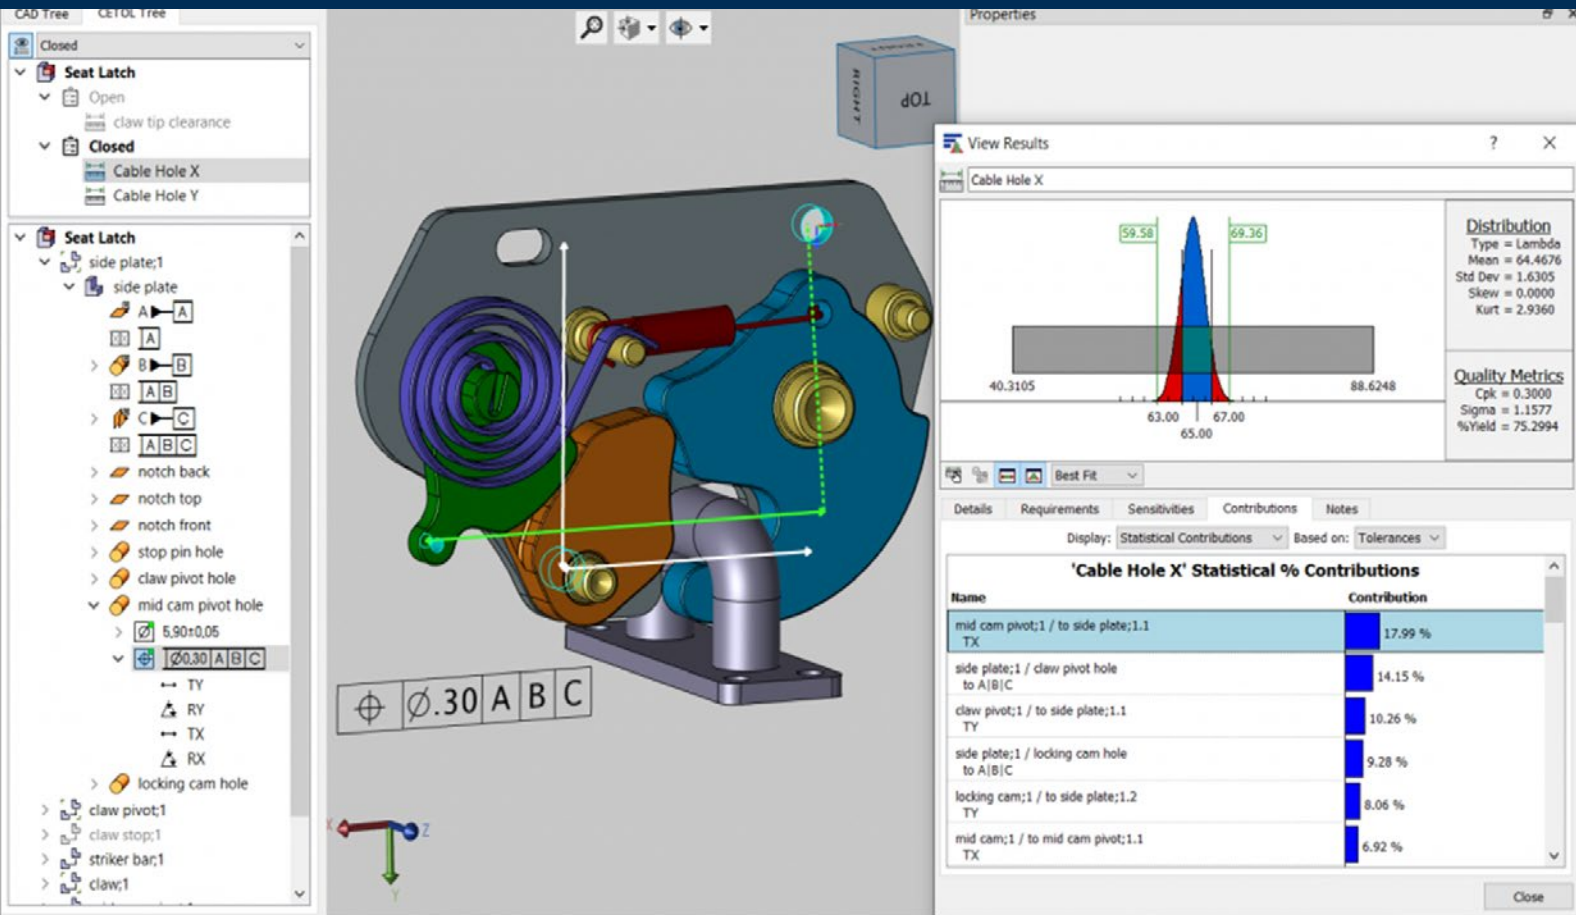 CAD Tree
CETOL Tree
Closed
Seat Latch
Open
claw tip clearance
Closed
Cable Hole X
Cable Hole Y
Seat Latch
side plate;1
side plate
A A
A
B B
A B
C C
A B C
notch back
notch top
notch front
stop pin hole
claw pivot hole
mid cam pivot hole
5,90±0,05
Ø0,30 A B C
TY
RY
TX
RX
locking cam hole
claw pivot;1
claw stop;1
striker bar;1
claw;1
FRONT
RIGHT
TOP
⌖ Ø.30 A B C
X
Z
Y
Properties
View Results
?
Cable Hole X
59.58
69.36
40.3105
88.6248
63.00
67.00
65.00
Distribution
Type = Lambda
Mean = 64.4676
Std Dev = 1.6305
Skew = 0.0000
Kurt = 2.9360
Quality Metrics
Cpk = 0.3000
Sigma = 1.1577
%Yield = 75.2994
Best Fit
Details
Requirements
Sensitivities
Contributions
Notes
Display: Statistical Contributions
Based on: Tolerances
'Cable Hole X' Statistical % Contributions
Name
Contribution
mid cam pivot;1 / to side plate;1.1
TX
17.99 %
side plate;1 / claw pivot hole
to A|B|C
14.15 %
claw pivot;1 / to side plate;1.1
TY
10.26 %
side plate;1 / locking cam hole
to A|B|C
9.28 %
locking cam;1 / to side plate;1.2
TY
8.06 %
mid cam;1 / to mid cam pivot;1.1
TX
6.92 %
Close